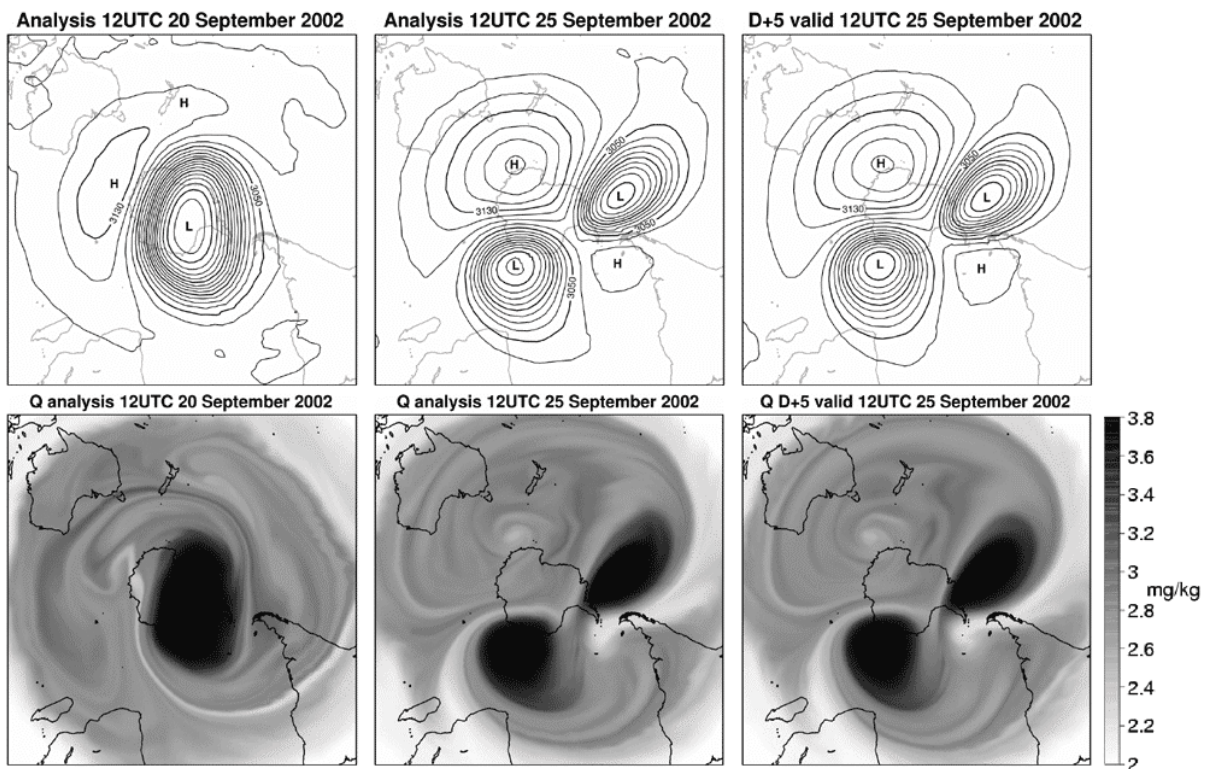 Analysis 12UTC 20 September 2002
Analysis 12UTC 25 September 2002
D+5 valid 12UTC 25 September 2002
H
H
3130
3050
L
H
3050
L
3130
3050
L
H
3050
H
3050
L
3130
L
H
Q analysis 12UTC 20 September 2002
Q analysis 12UTC 25 September 2002
Q D+5 valid 12UTC 25 September 2002
3.8
3.6
3.4
3.2
3
mg/kg
2.8
2.6
2.4
2.2
2